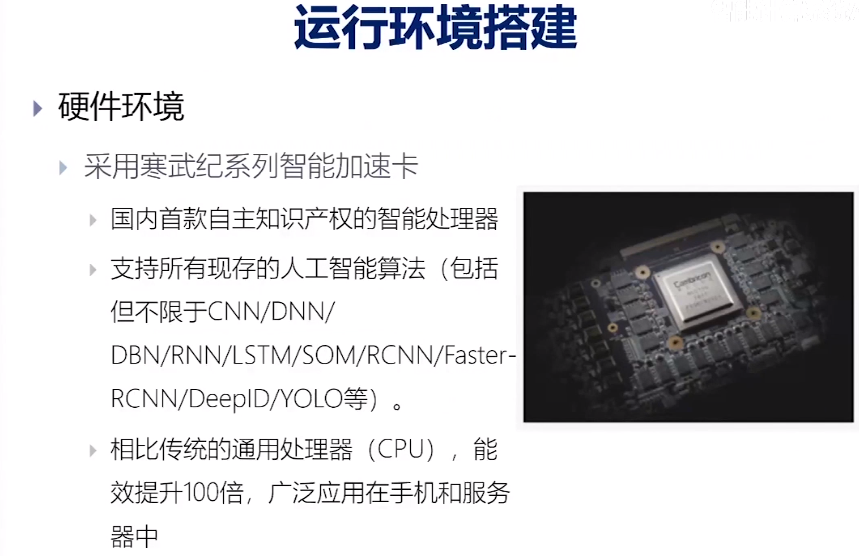 运行环境搭建
硬件环境
采用寒武纪系列智能加速卡
国内首款自主知识产权的智能处理器
支持所有现存的人工智能算法（包括
但不限于CNN/DNN/
DBN/RNN/LSTM/SOM/RCNN/Faster-
RCNN/DeepID/YOLO等）。
相比传统的通用处理器（CPU），能
效提升100倍，广泛应用在手机和服务
器中
Cambricon